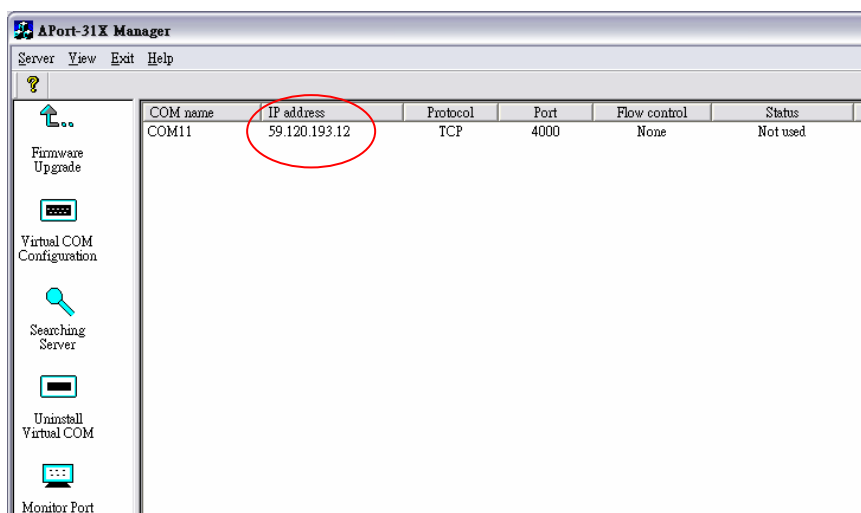 APort-31X Manager
Server View Exit Help
COM name IP address Protocol Port Flow control Status
COM11 59.120.193.12 TCP 4000 None Not used
Firmware
Upgrade
Virtual COM
Configuration
Searching
Server
Uninstall
Virtual COM
Monitor Port